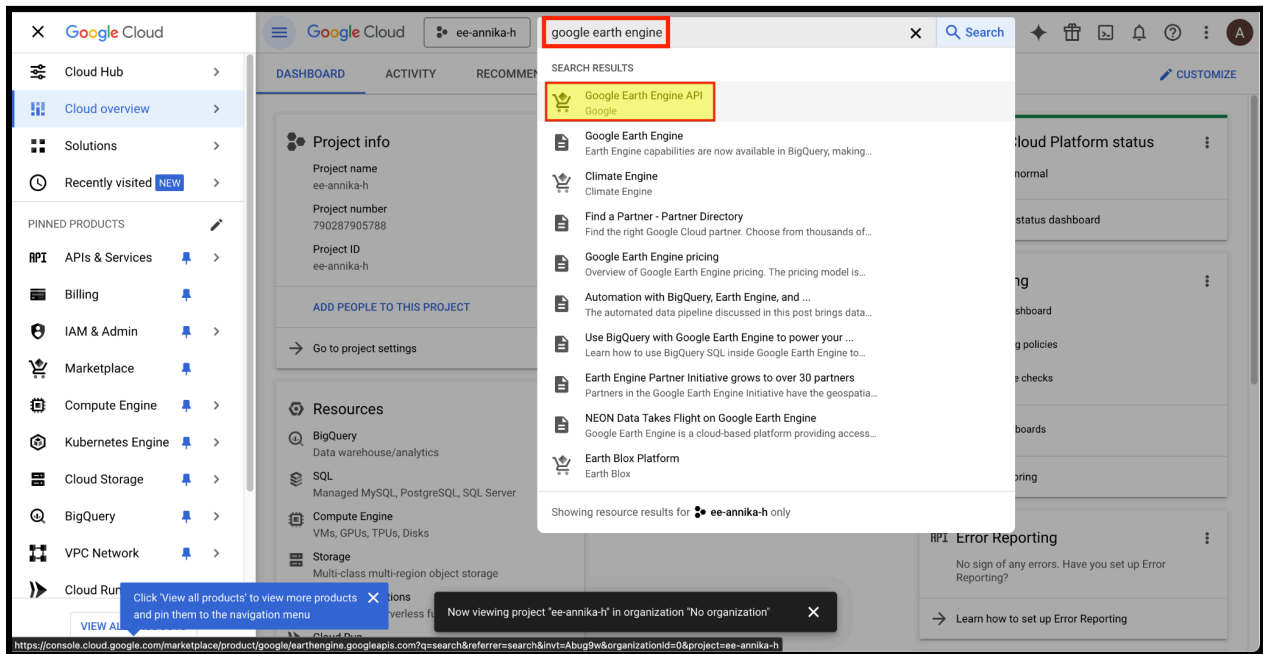 Google Cloud
Cloud Hub
Cloud overview
Solutions
Recently visited NEW
PINNED PRODUCTS
API APIs & Services
Billing
IAM & Admin
Marketplace
Compute Engine
Kubernetes Engine
Cloud Storage
BigQuery
VPC Network
Cloud Run
VIEW AL
Click 'View all products' to view more products
and pin them to the navigation menu
Google Cloud
ee-annika-h
google earth engine
Search
A
DASHBOARD ACTIVITY RECOMMEN
CUSTOMIZE
Project info
Project name
ee-annika-h
Project number
790287905788
Project ID
ee-annika-h
ADD PEOPLE TO THIS PROJECT
Go to project settings
Resources
BigQuery
Data warehouse/analytics
SQL
Managed MySQL, PostgreSQL, SQL Server
Compute Engine
VMs, GPUs, TPUs, Disks
Storage
Multi-class multi-region object storage
tions
verless fu
SEARCH RESULTS
Google Earth Engine API
Google
Google Earth Engine
Earth Engine capabilities are now available in BigQuery, making...
Climate Engine
Climate Engine
Find a Partner - Partner Directory
Find the right Google Cloud partner. Choose from thousands of...
Google Earth Engine pricing
Overview of Google Earth Engine pricing. The pricing model is...
Automation with BigQuery, Earth Engine, and ...
The automated data pipeline discussed in this post brings data...
Use BigQuery with Google Earth Engine to power your ...
Learn how to use BigQuery SQL inside Google Earth Engine to...
Earth Engine Partner Initiative grows to over 30 partners
Partners in the Google Earth Engine Initiative have the geospatia...
NEON Data Takes Flight on Google Earth Engine
Google Earth Engine is a cloud-based platform providing access...
Earth Blox Platform
Earth Blox
Showing resource results for ee-annika-h only
loud Platform status
normal
status dashboard
ng
shboard
g policies
e checks
boards
oring
API Error Reporting
No sign of any errors. Have you set up Error
Reporting?
Learn how to set up Error Reporting
Now viewing project "ee-annika-h" in organization "No organization"
https://console.cloud.google.com/marketplace/product/google/earthengine.googleapis.com?q=search&referrer=search&invt=Abug9w&organizationId=0&project=ee-annika-h